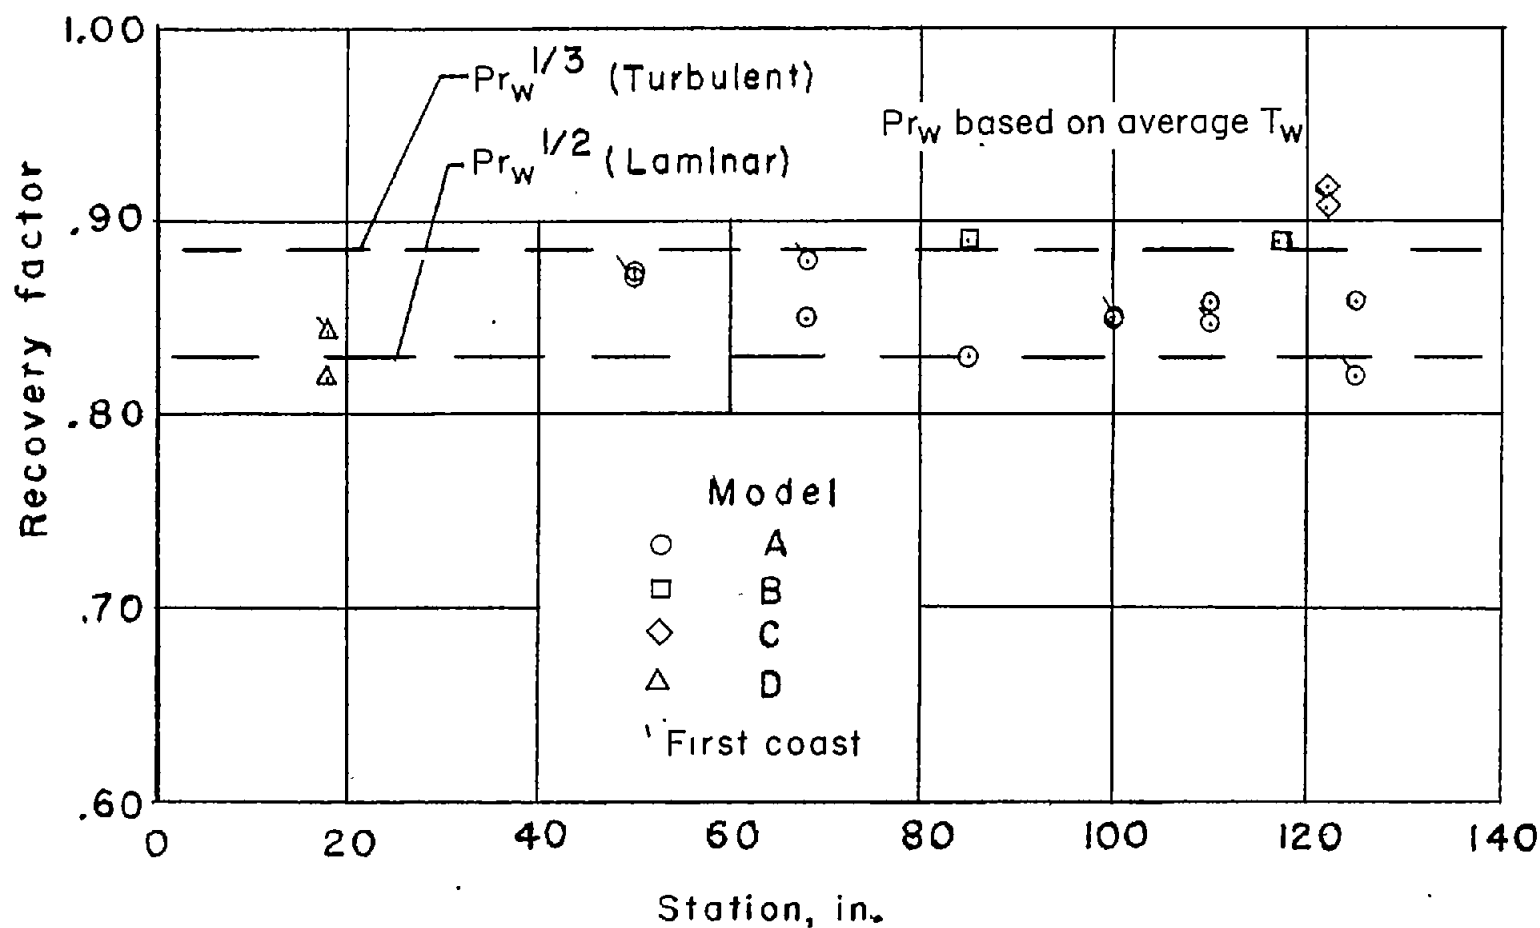 1.00
.90
.80
.70
.60
Recovery factor
Pr_w^1/3 (Turbulent)
Pr_w^1/2 (Laminar)
Pr_w based on average T_w
Model
A
B
C
D
' First coast
0 20 40 60 80 100 120 140
Station, in.